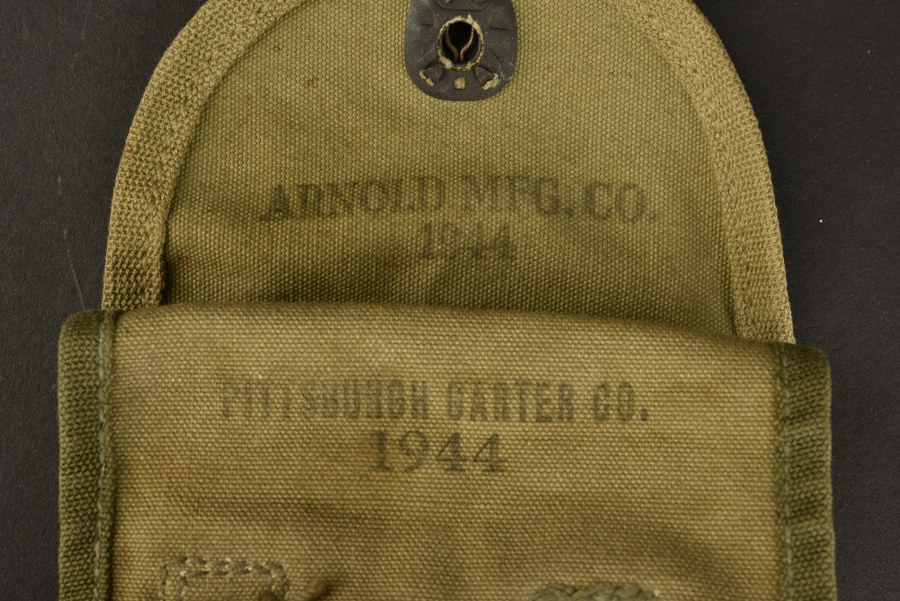 ARNOLD MFG. CO.
1944
PITTSBURGH GARTER CO.
1944